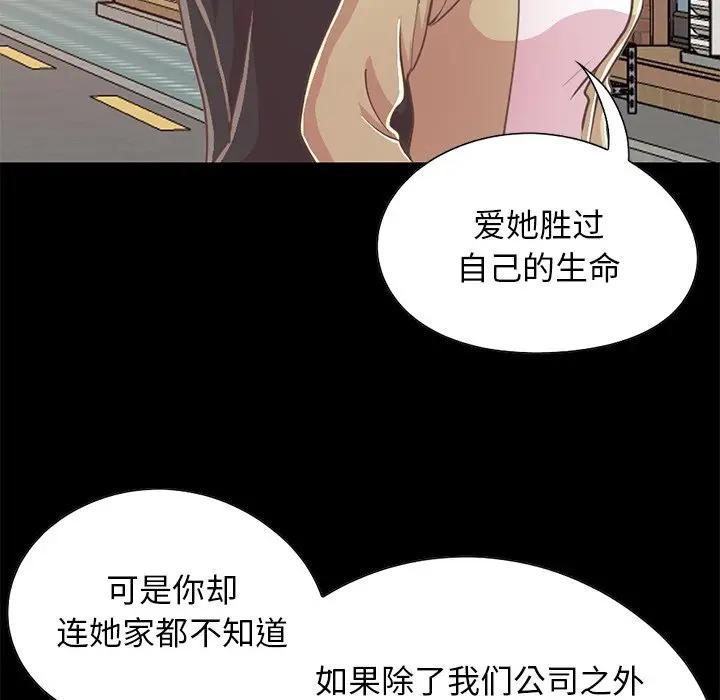 爱她胜过
自己的生命
可是你却
连她家都不知道
如果除了我们公司之外